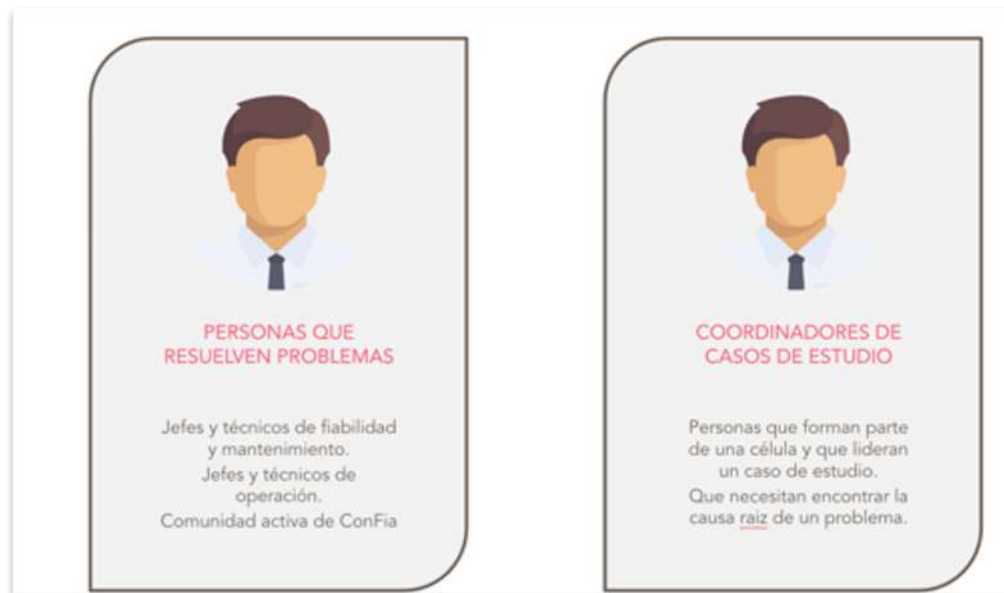 PERSONAS QUE
RESUELVEN PROBLEMAS
Jefes y técnicos de fiabilidad
y mantenimiento.
Jefes y técnicos de
operación.
Comunidad activa de ConFia
COORDINADORES DE
CASOS DE ESTUDIO
Personas que forman parte
de una célula y que lideran
un caso de estudio.
Que necesitan encontrar la
causa raiz de un problema.